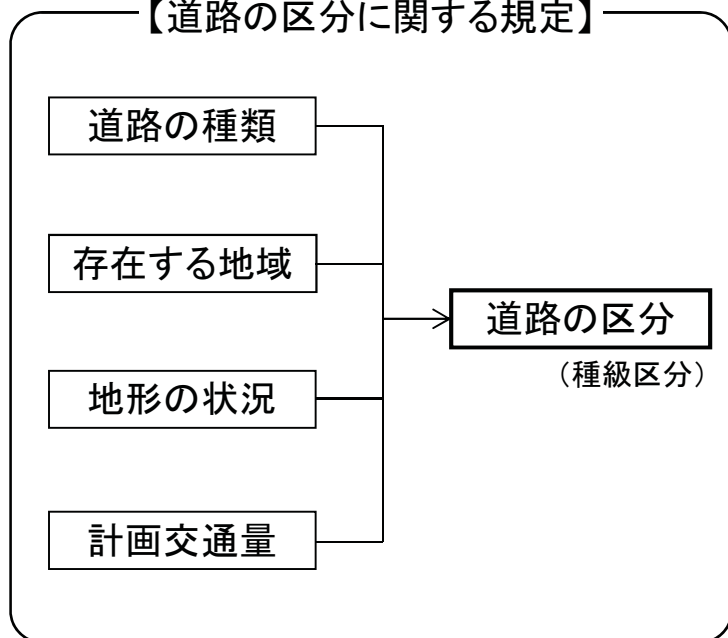 【道路の区分に関する規定】
道路の種類
存在する地域
地形の状況
計画交通量
道路の区分
（種級区分）